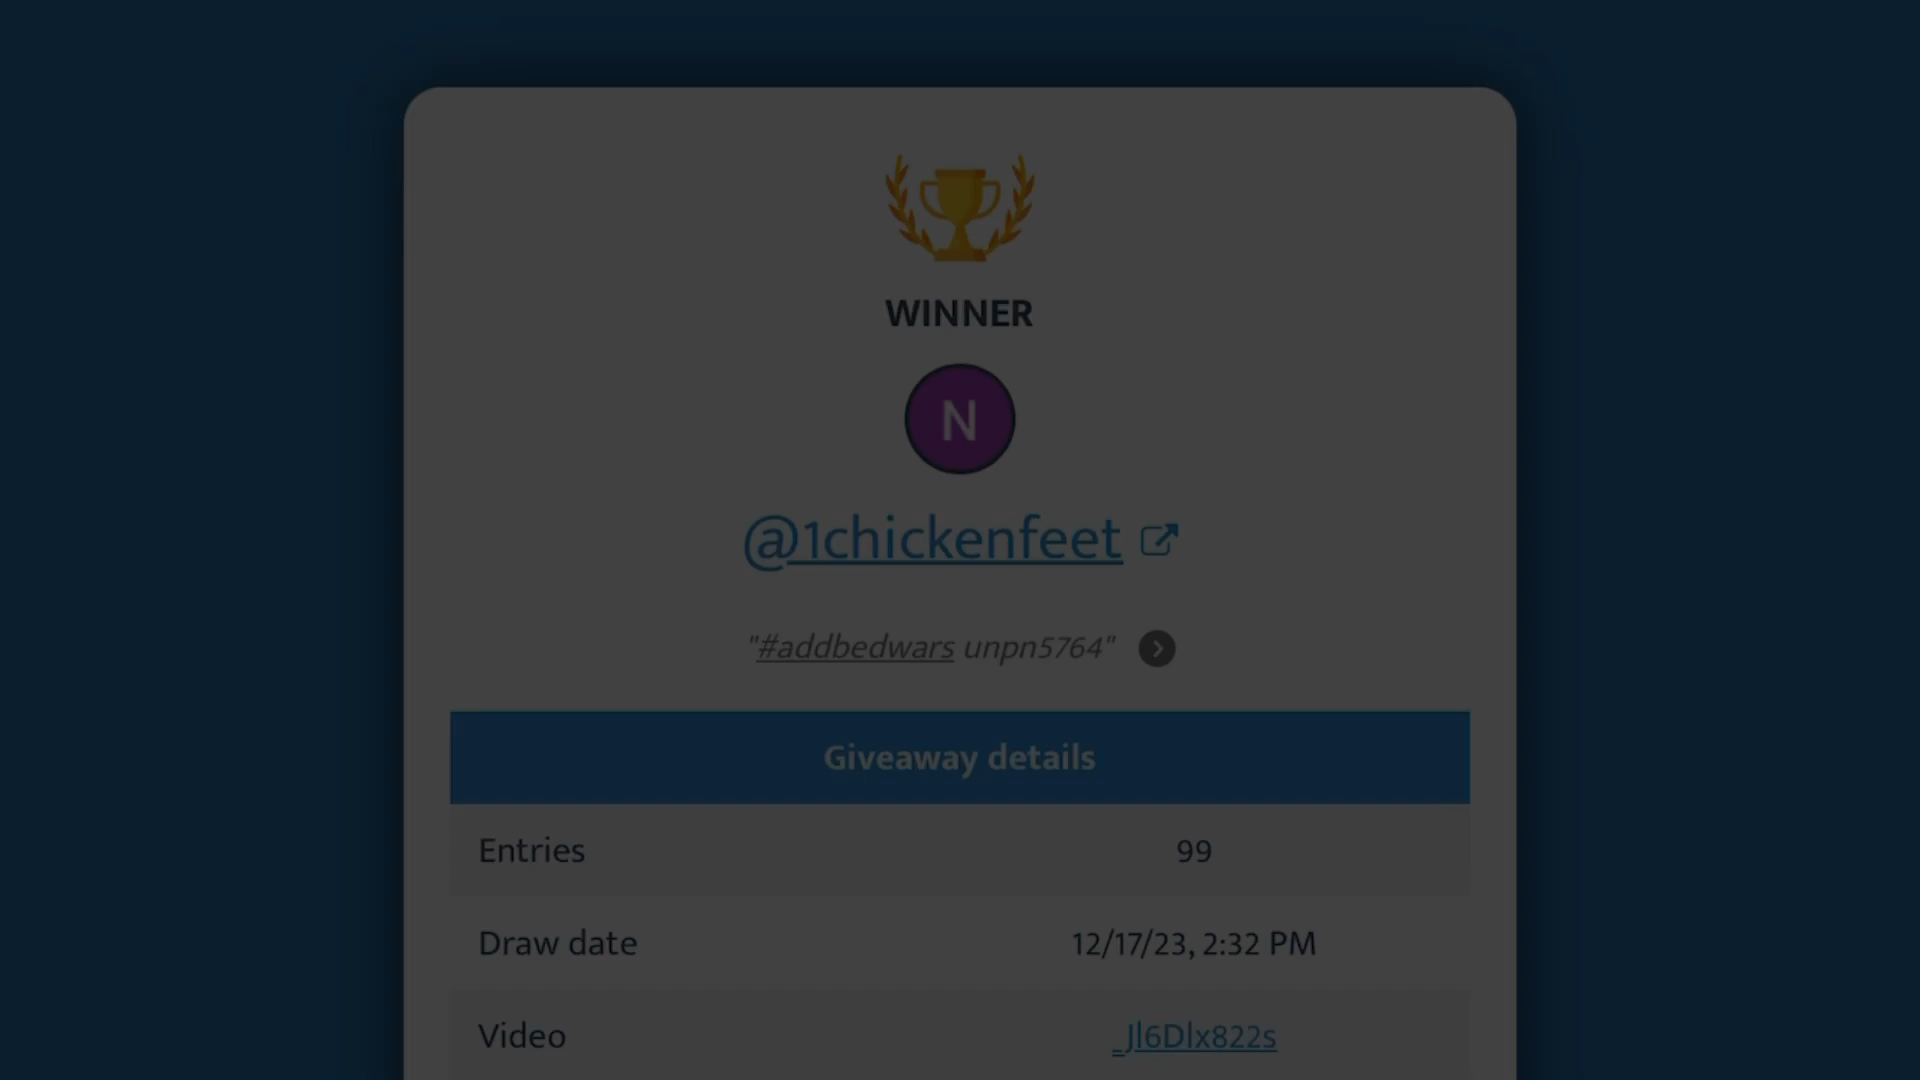 WINNER
N
@1chickenfeet
"#addbedwars unpn5764"
Giveaway details
Entries 99
Draw date 12/17/23, 2:32 PM
Video _Jl6Dlx822s